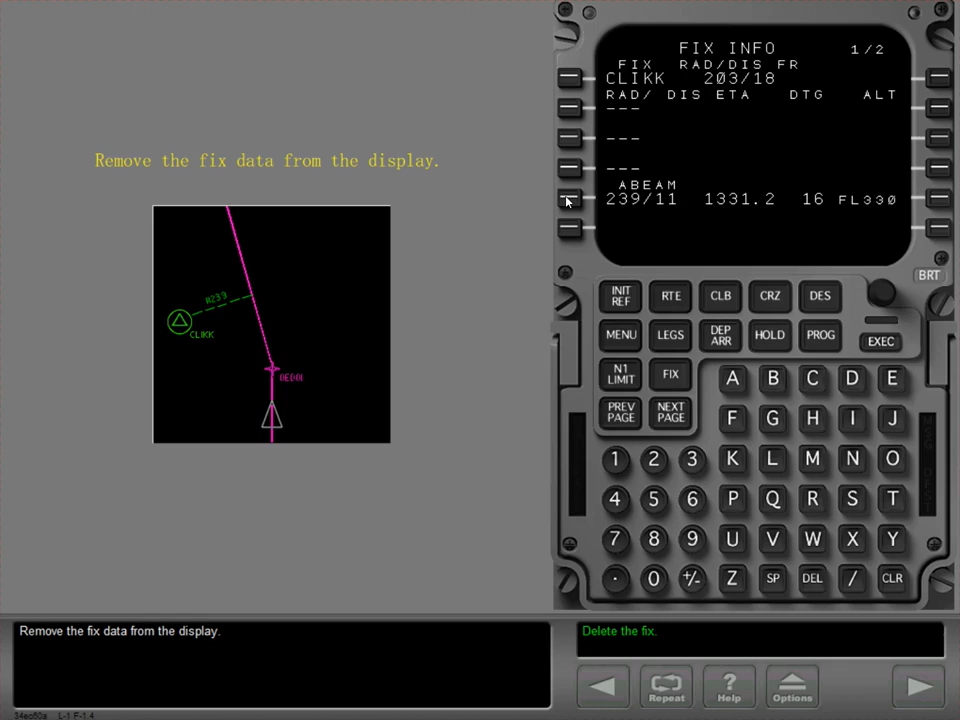 FIX INFO 1/2
FIX RAD/DIS FR
CLIKK 203/18
RAD/ DIS ETA DTG ALT
---
---
---
ABEAM
239/11 1331.2 16 FL330
Remove the fix data from the display.
R239
CLIKK
BRT
INIT REF RTE CLB CRZ DES
MENU LEGS DEP ARR HOLD PROG EXEC
N1 LIMIT FIX
PREV PAGE NEXT PAGE
A B C D E
F G H I J
1 2 3 K L M N O
4 5 6 P Q R S T
7 8 9 U V W X Y
. 0 +/- Z SP DEL / CLR
Remove the fix data from the display.
Delete the fix.
Repeat Help Options
L-1 F-1.4